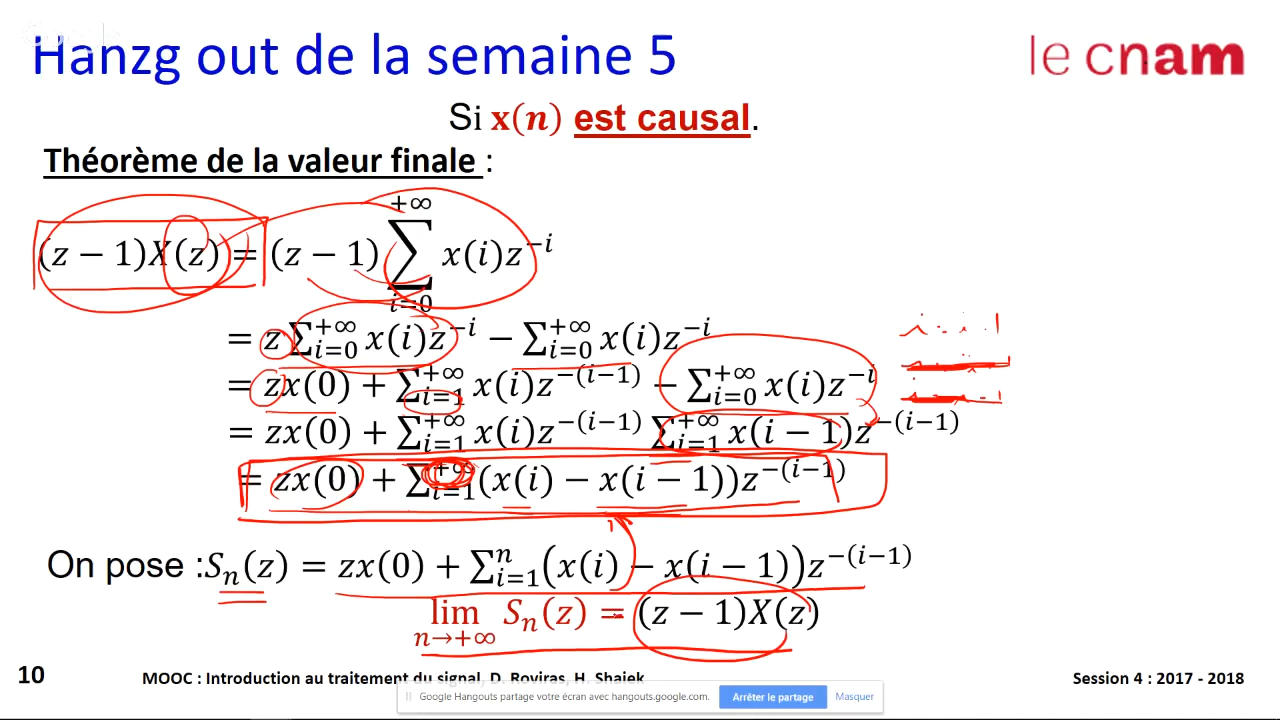 Hanzg out de la semaine 5
le cnam
Si x(n) est causal.
Théorème de la valeur finale :
(z − 1)X(z) = (z − 1) ∑_{i=0}^{+∞} x(i)z^{−i}
= z ∑_{i=0}^{+∞} x(i)z^{−i} − ∑_{i=0}^{+∞} x(i)z^{−i}
= zx(0) + ∑_{i=1}^{+∞} x(i)z^{−(i−1)} − ∑_{i=0}^{+∞} x(i)z^{−i}
= zx(0) + ∑_{i=1}^{+∞} x(i)z^{−(i−1)} ∑_{i=1}^{+∞} x(i − 1)z^{−(i−1)}
= zx(0) + ∑_{i=1}^{+∞} (x(i) − x(i − 1))z^{−(i−1)}
On pose :S_n(z) = zx(0) + ∑_{i=1}^{n} (x(i) − x(i − 1))z^{−(i−1)}
lim_{n→+∞} S_n(z) = (z − 1)X(z)
10 MOOC : Introduction au traitement du signal, D. Roviras, H. Shaiek Session 4 : 2017 - 2018
Google Hangouts partage votre écran avec hangouts.google.com. Arrêter le partage Masquer